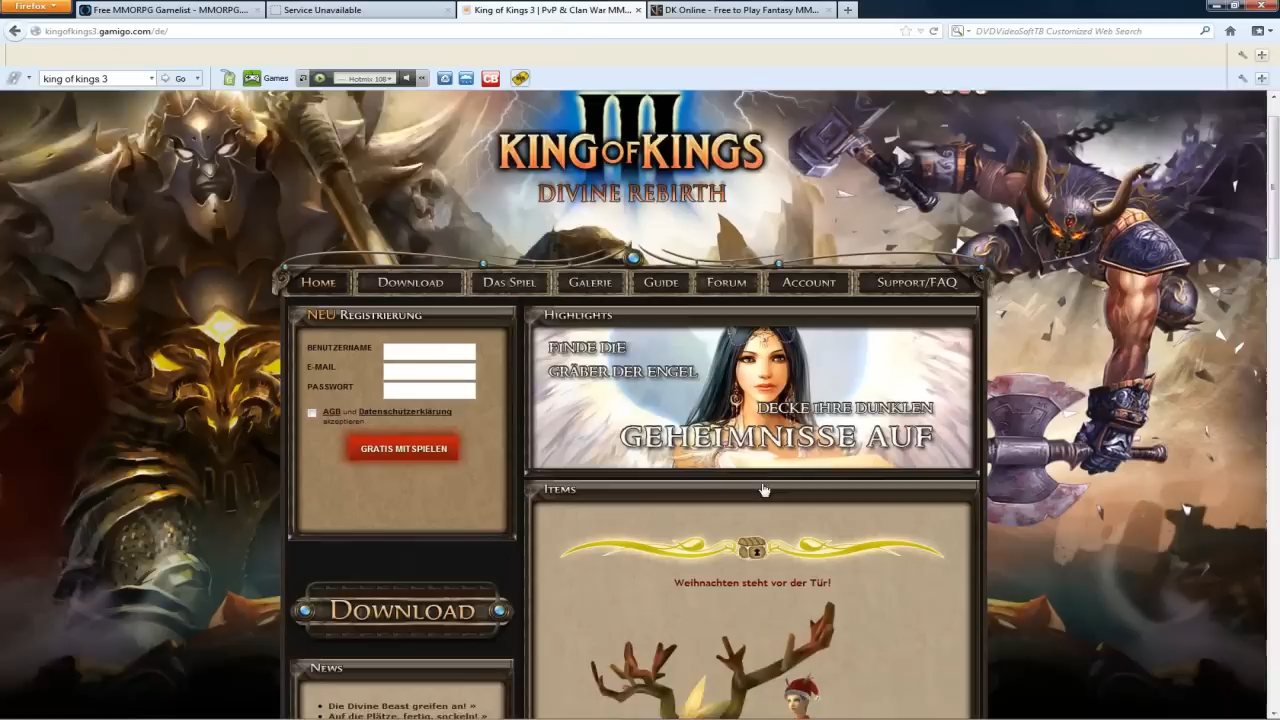 Firefox
Free MMORPG Gamelist - MMORPG....
Service Unavailable
King of Kings 3 | PvP & Clan War MM...
DK Online - Free to Play Fantasy MM...
kingofkings3.gamigo.com/de/
DVDVideoSoftTB Customized Web Search
king of kings 3
Go
Games
Hotmix 108
CB
III
KING OF KINGS
DIVINE REBIRTH
HOME
DOWNLOAD
DAS SPIEL
GALERIE
GUIDE
FORUM
ACCOUNT
SUPPORT/FAQ
NEU REGISTRIERUNG
BENUTZERNAME
E-MAIL
PASSWORT
AGB und Datenschutzerklärung
akzeptieren
GRATIS MITSPIELEN
HIGHLIGHTS
FINDE DIE
GRÄBER DER ENGEL
DECKE IHRE DUNKLEN
GEHEIMNISSE AUF
ITEMS
Weihnachten steht vor der Tür!
DOWNLOAD
NEWS
Die Divine Beast greifen an! »
Auf die Plätze, fertig, sockeln! »